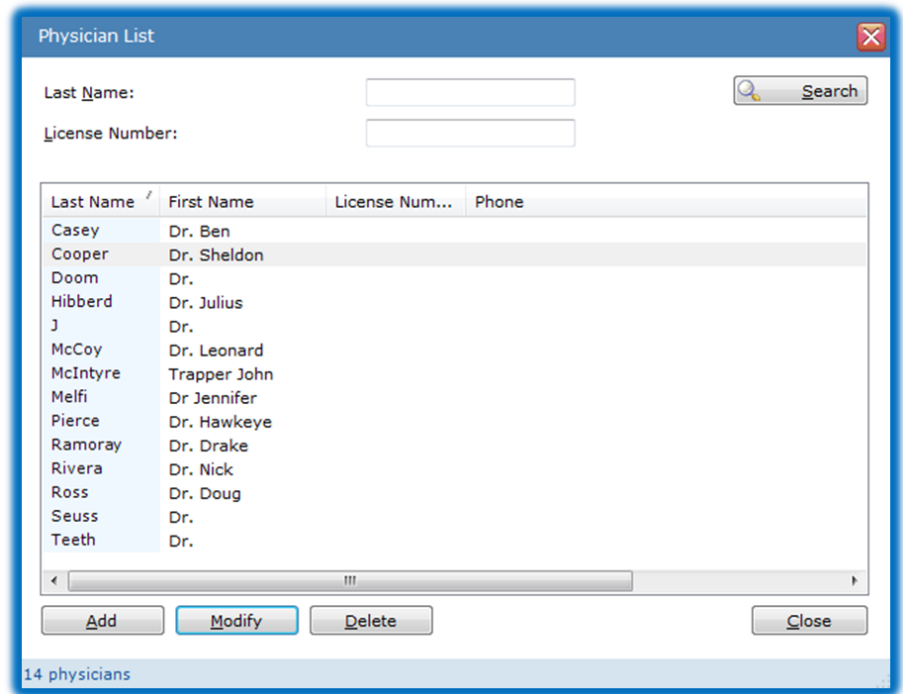 Physician List
Last Name:
Search
License Number:
Last Name First Name License Num... Phone
Casey Dr. Ben
Cooper Dr. Sheldon
Doom Dr.
Hibberd Dr. Julius
J Dr.
McCoy Dr. Leonard
McIntyre Trapper John
Melfi Dr Jennifer
Pierce Dr. Hawkeye
Ramoray Dr. Drake
Rivera Dr. Nick
Ross Dr. Doug
Seuss Dr.
Teeth Dr.
Add Modify Delete Close
14 physicians